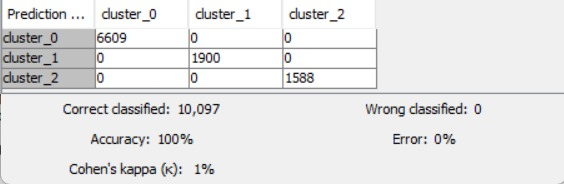 Prediction ... cluster_0 cluster_1 cluster_2
cluster_0 6609 0 0
cluster_1 0 1900 0
cluster_2 0 0 1588
Correct classified: 10,097 Wrong classified: 0
Accuracy: 100% Error: 0%
Cohen's kappa (κ): 1%